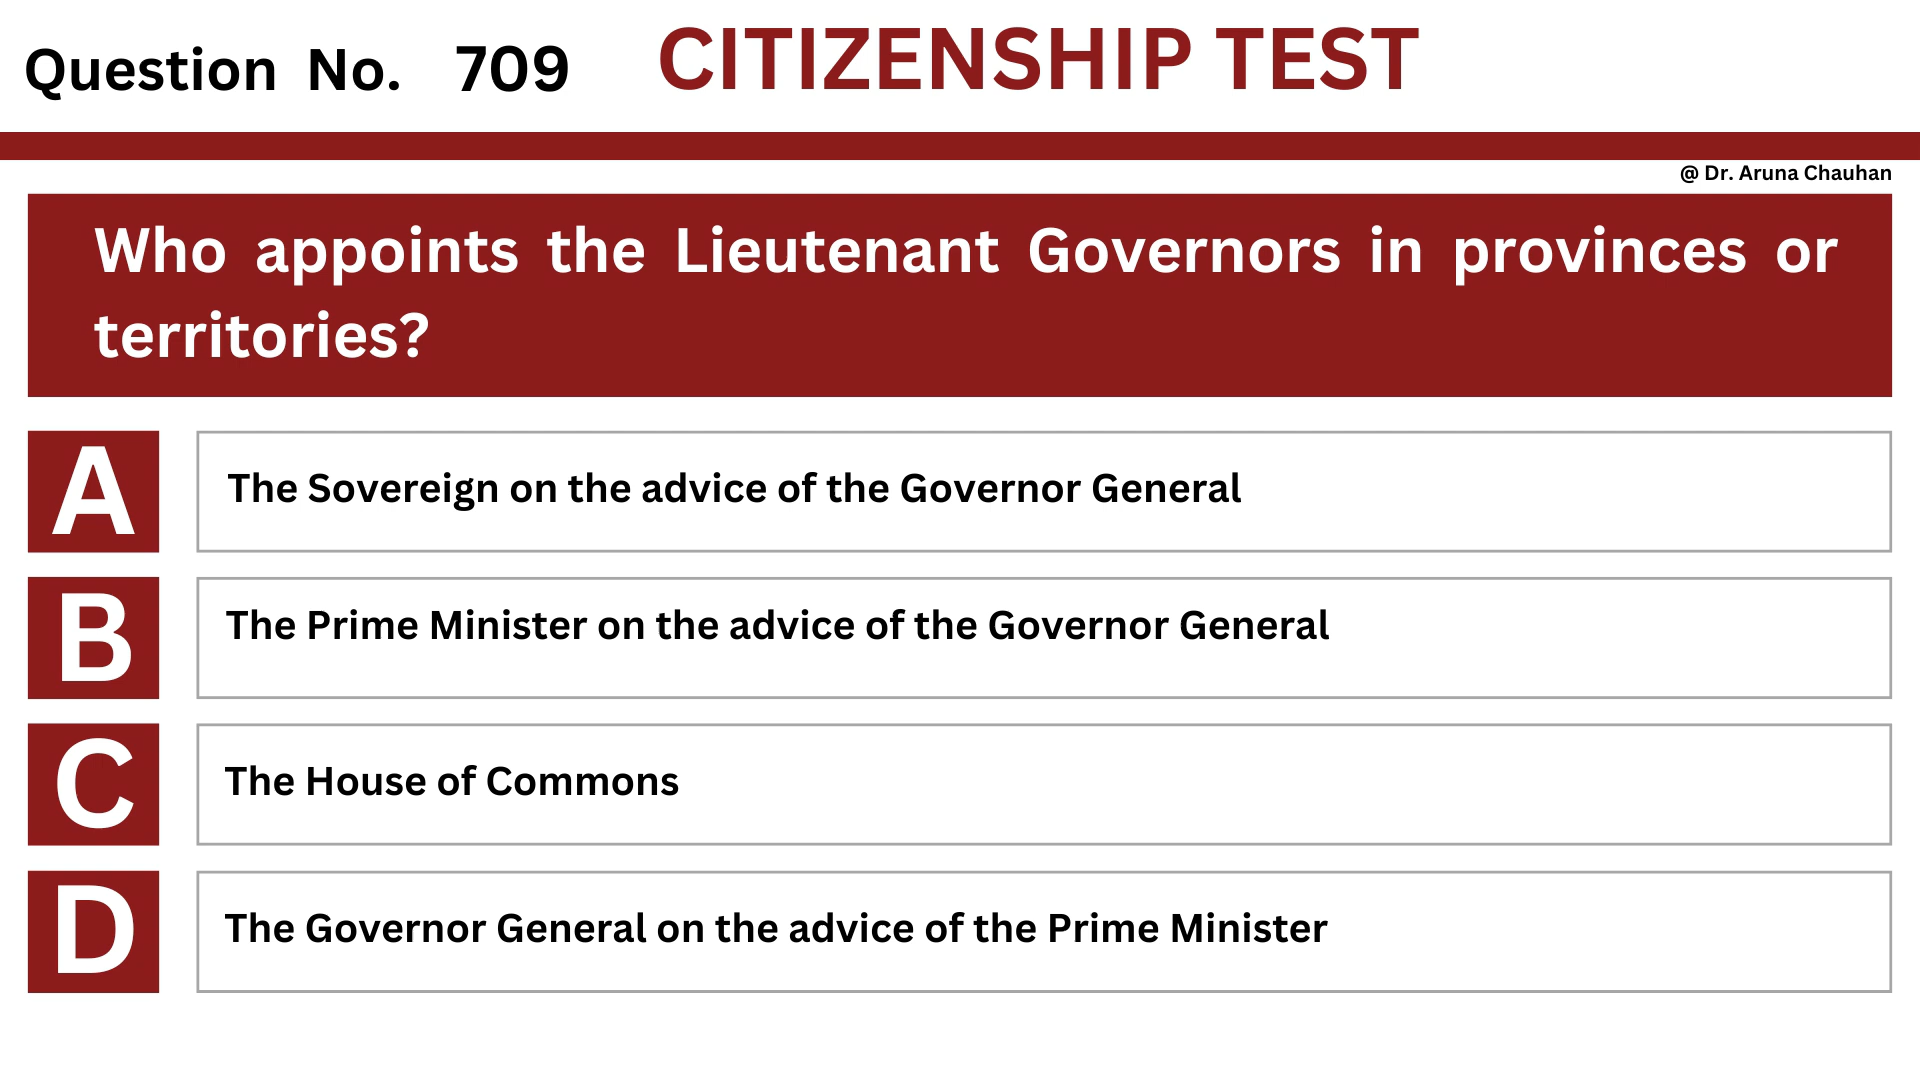 Question No. 709
CITIZENSHIP TEST
@ Dr. Aruna Chauhan
Who appoints the Lieutenant Governors in provinces or
territories?
A
The Sovereign on the advice of the Governor General
B
The Prime Minister on the advice of the Governor General
C
The House of Commons
D
The Governor General on the advice of the Prime Minister